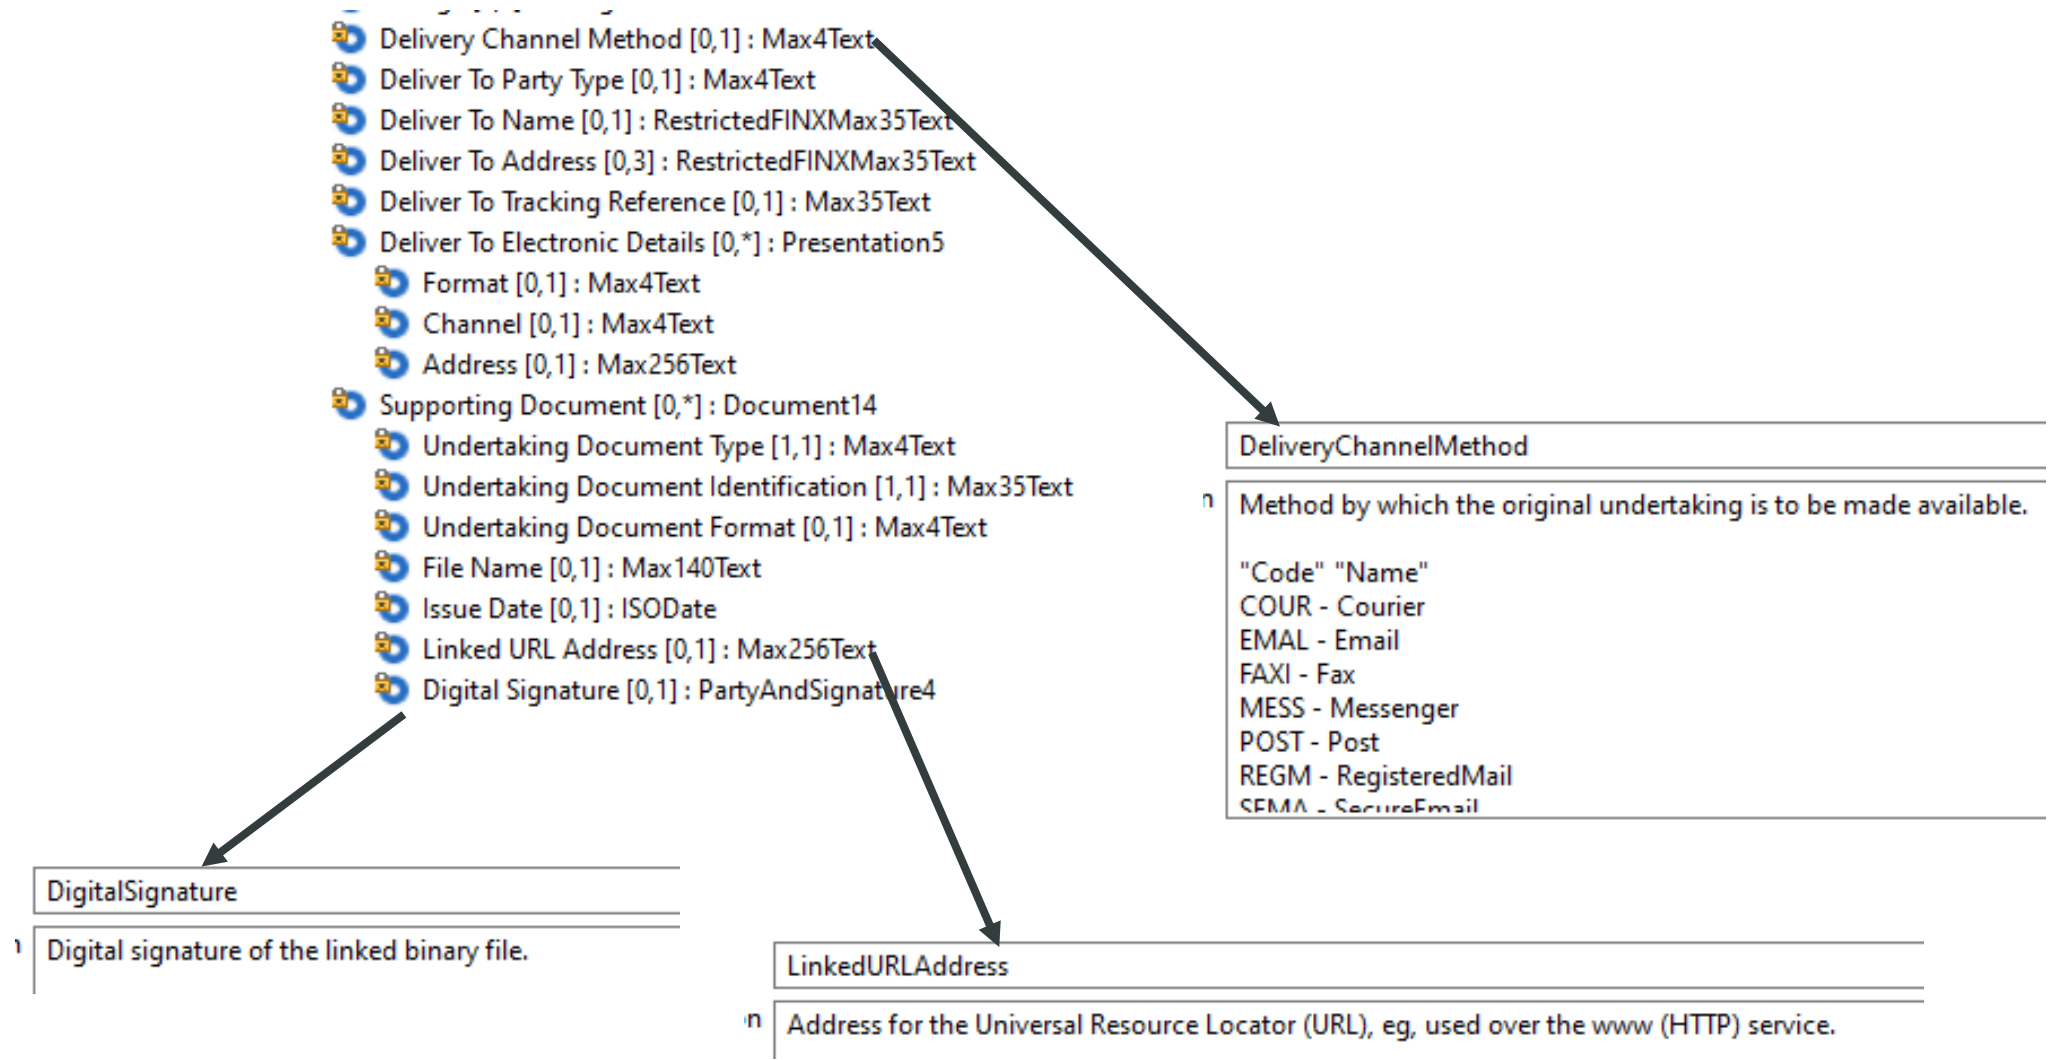 Delivery Channel Method [0,1] : Max4Text
Deliver To Party Type [0,1] : Max4Text
Deliver To Name [0,1] : RestrictedFINXMax35Text
Deliver To Address [0,3] : RestrictedFINXMax35Text
Deliver To Tracking Reference [0,1] : Max35Text
Deliver To Electronic Details [0,*] : Presentation5
Format [0,1] : Max4Text
Channel [0,1] : Max4Text
Address [0,1] : Max256Text
Supporting Document [0,*] : Document14
Undertaking Document Type [1,1] : Max4Text
Undertaking Document Identification [1,1] : Max35Text
Undertaking Document Format [0,1] : Max4Text
File Name [0,1] : Max140Text
Issue Date [0,1] : ISODate
Linked URL Address [0,1] : Max256Text
Digital Signature [0,1] : PartyAndSignature4
DeliveryChannelMethod
n
Method by which the original undertaking is to be made available.
"Code" "Name"
COUR - Courier
EMAL - Email
FAXI - Fax
MESS - Messenger
POST - Post
REGM - RegisteredMail
SEMA - SecureEmail
DigitalSignature
Digital signature of the linked binary file.
LinkedURLAddress
n
Address for the Universal Resource Locator (URL), eg, used over the www (HTTP) service.